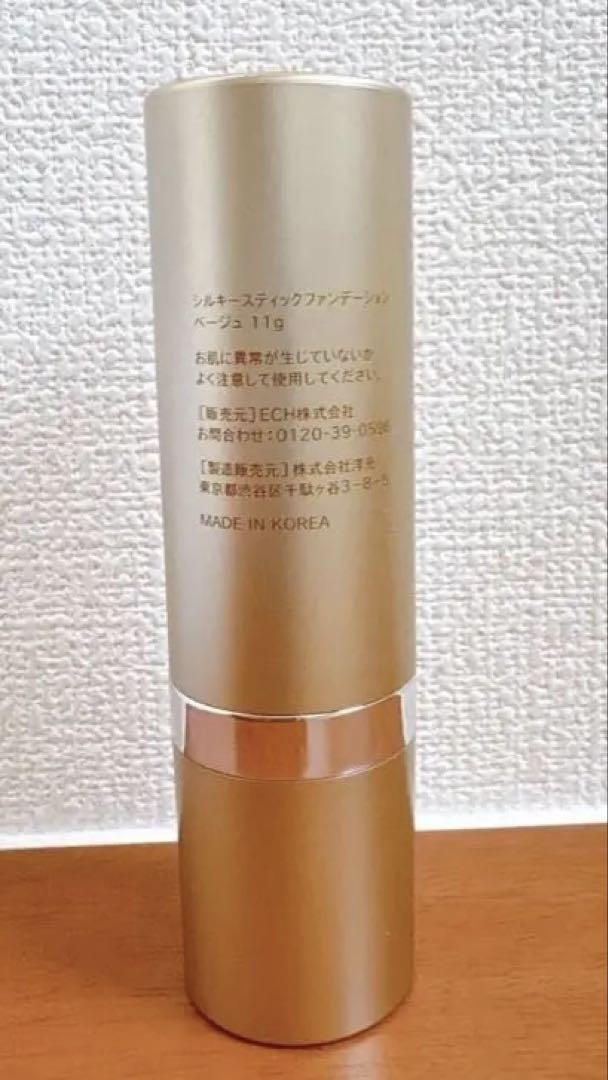 シルキースティックファンデーション
ベージュ 11g
お肌に異常が生じていないか
よく注意して使用してください。
[販売元]ECH株式会社
お問合わせ:0120-39-0596
[製造販売元]株式会社洋光
東京都渋谷区千駄ヶ谷3-8-5
MADE IN KOREA